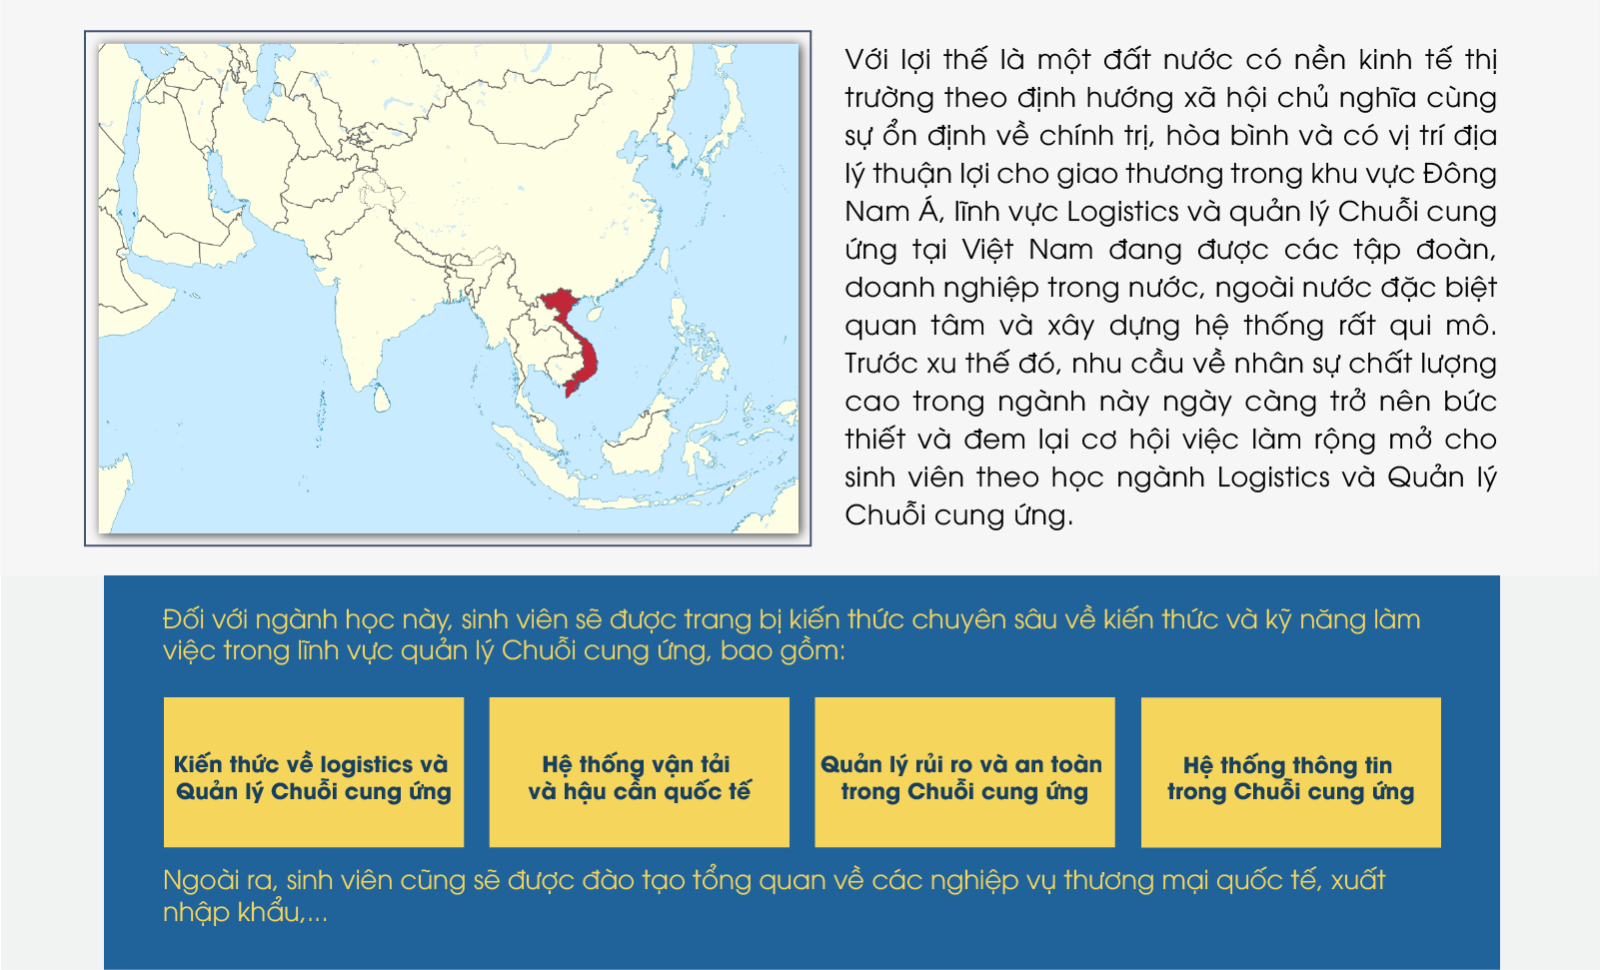 Với lợi thế là một đất nước có nền kinh tế thị
trường theo định hướng xã hội chủ nghĩa cùng
sự ổn định về chính trị, hòa bình và có vị trí địa
lý thuận lợi cho giao thương trong khu vực Đông
Nam Á, lĩnh vực Logistics và quản lý Chuỗi cung
ứng tại Việt Nam đang được các tập đoàn,
doanh nghiệp trong nước, ngoài nước đặc biệt
quan tâm và xây dựng hệ thống rất qui mô.
Trước xu thế đó, nhu cầu về nhân sự chất lượng
cao trong ngành này ngày càng trở nên bức
thiết và đem lại cơ hội việc làm rộng mở cho
sinh viên theo học ngành Logistics và Quản lý
Chuỗi cung ứng.
Đối với ngành học này, sinh viên sẽ được trang bị kiến thức chuyên sâu về kiến thức và kỹ năng làm
việc trong lĩnh vực quản lý Chuỗi cung ứng, bao gồm:
Kiến thức về logistics và
Quản lý Chuỗi cung ứng
Hệ thống vận tải
và hậu cần quốc tế
Quản lý rủi ro và an toàn
trong Chuỗi cung ứng
Hệ thống thông tin
trong Chuỗi cung ứng
Ngoài ra, sinh viên cũng sẽ được đào tạo tổng quan về các nghiệp vụ thương mại quốc tế, xuất
nhập khẩu,...